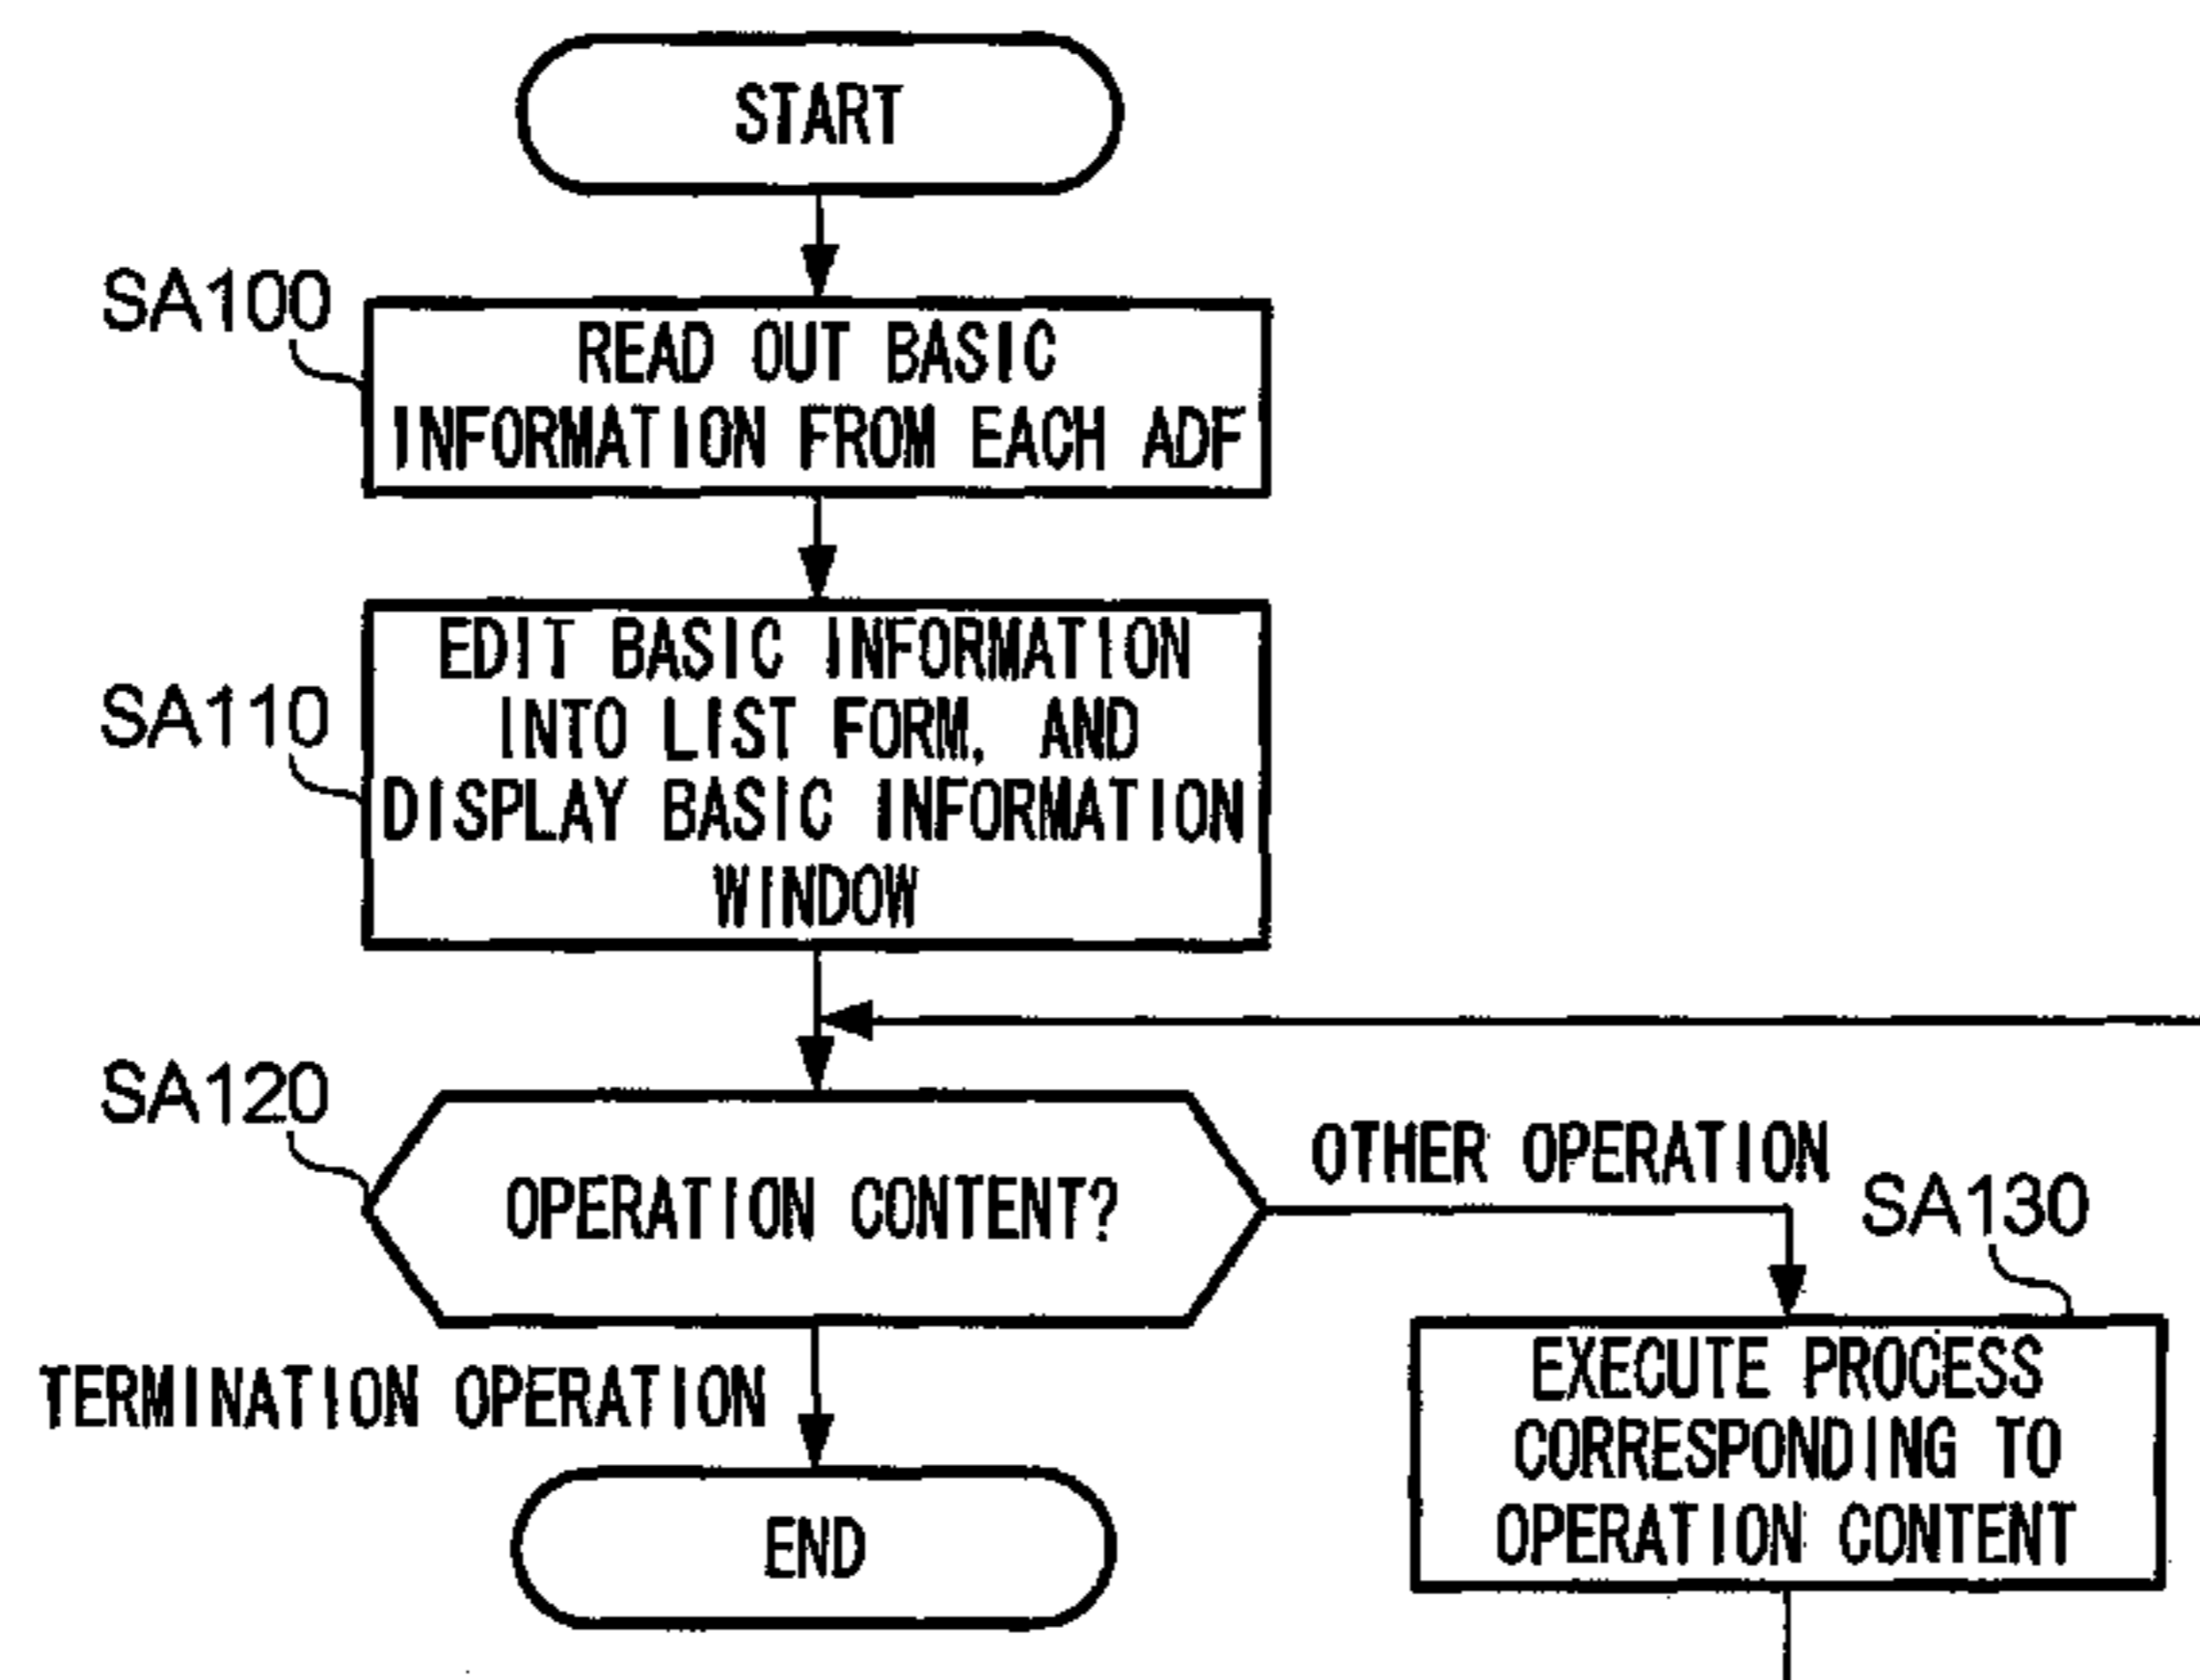 START
SA100
READ OUT BASIC
INFORMATION FROM EACH ADF
SA110
EDIT BASIC INFORMATION
INTO LIST FORM, AND
DISPLAY BASIC INFORMATION
WINDOW
SA120
OPERATION CONTENT?
OTHER OPERATION
SA130
EXECUTE PROCESS
CORRESPONDING TO
OPERATION CONTENT
TERMINATION OPERATION
END